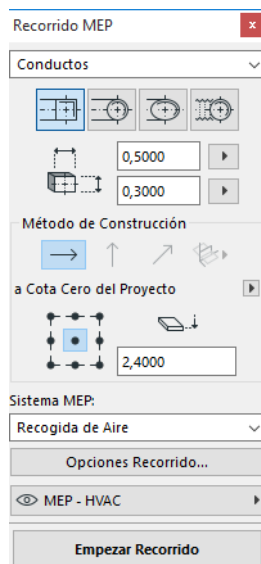 Recorrido MEP
x
Conductos
0,5000
0,3000
Método de Construcción
a Cota Cero del Proyecto
2,4000
Sistema MEP:
Recogida de Aire
Opciones Recorrido...
MEP - HVAC
Empezar Recorrido